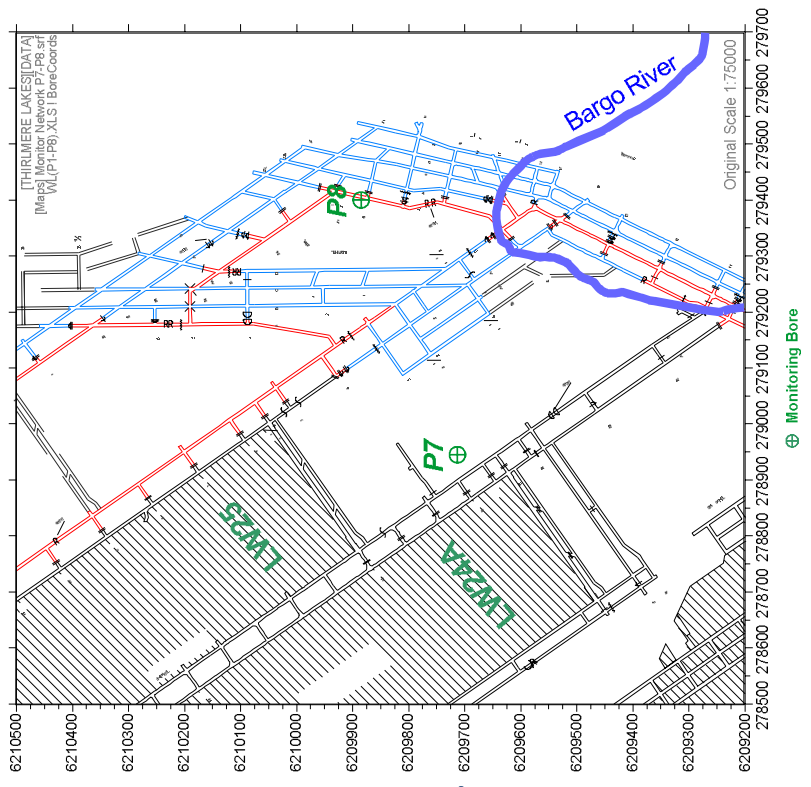 [THIRLMERE LAKES][DATA]
[Maps] Monitor Network P7-P8.srf
WL(P1-P8).XLS ! BoreCoords
Original Scale 1:75000
Bargo River
P8
P7
LW25
LW24A
279700
279600
279500
279400
279300
279200
279100
279000
278900
278800
278700
278600
278500
6210500
6210400
6210300
6210200
6210100
6210000
6209900
6209800
6209700
6209600
6209500
6209400
6209300
6209200
Monitoring Bore